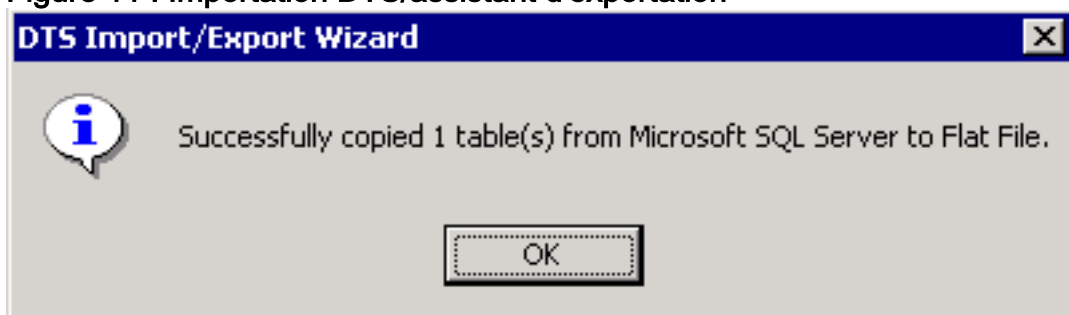 DTS Import/Export Wizard
Successfully copied 1 table(s) from Microsoft SQL Server to Flat File.
OK